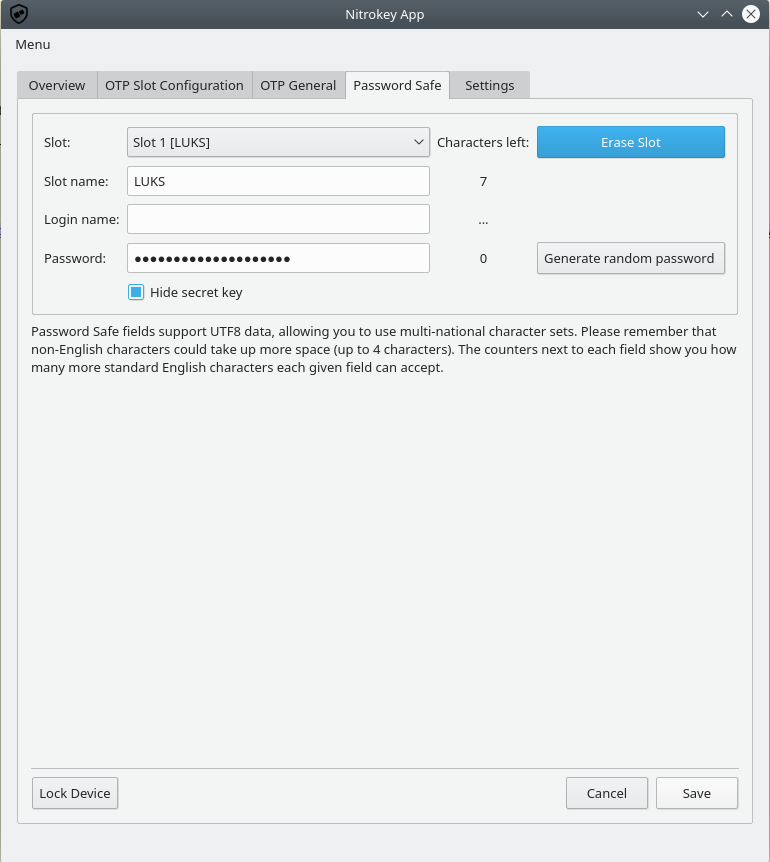 Nitrokey App
Menu
Overview OTP Slot Configuration OTP General Password Safe Settings
Slot: Slot 1 [LUKS] Characters left: Erase Slot
Slot name: LUKS 7
Login name: ...
Password: ●●●●●●●●●●●●●●●●●●●● 0 Generate random password
Hide secret key
Password Safe fields support UTF8 data, allowing you to use multi-national character sets. Please remember that
non-English characters could take up more space (up to 4 characters). The counters next to each field show you how
many more standard English characters each given field can accept.
Lock Device Cancel Save